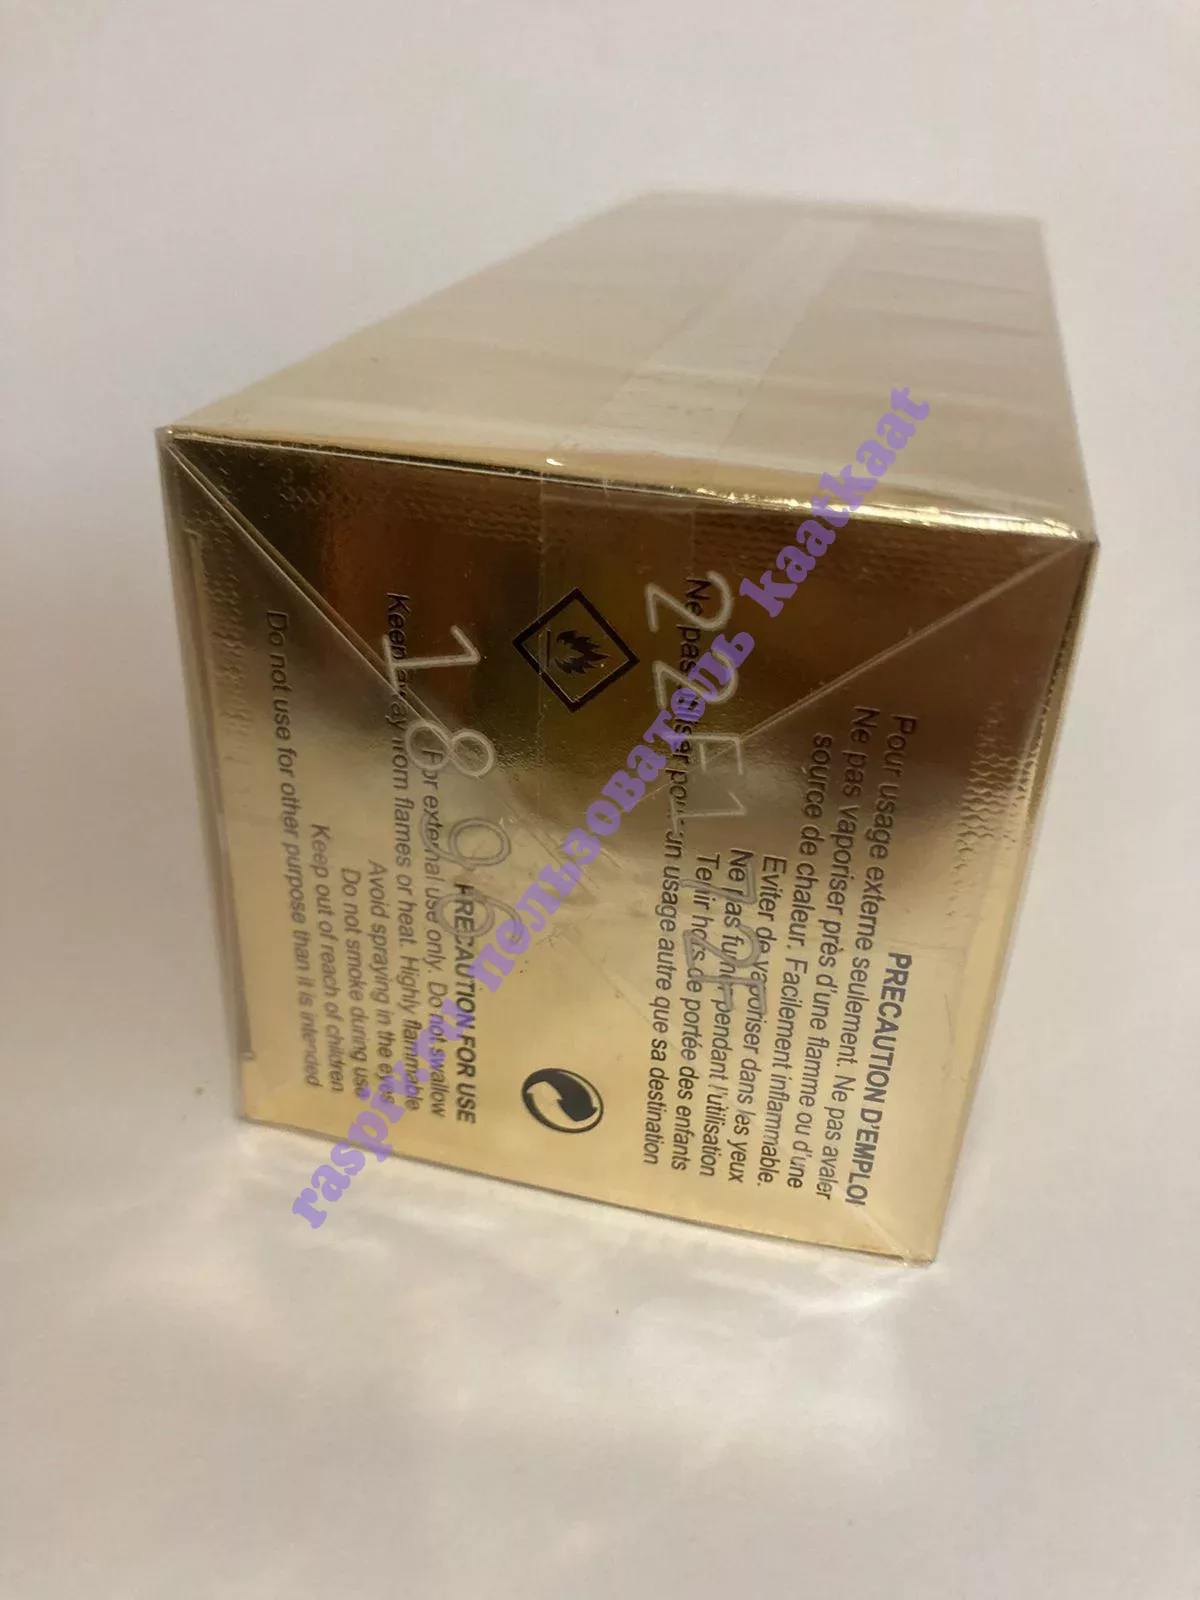 PRECAUTION D'EMPLOI
Pour usage externe seulement. Ne pas avaler
Ne pas vaporiser près d'une flamme ou d'une
source de chaleur. Facilement inflammable.
Eviter de vaporiser dans les yeux
Ne pas fumer pendant l'utilisation
Tenir hors de portée des enfants
Ne pas utiliser pour un usage autre que sa destination
PRECAUTION FOR USE
For external use only. Do not swallow
Keep away from flames or heat. Highly flammable
Avoid spraying in the eyes
Do not smoke during use
Keep out of reach of children
Do not use for other purpose than it is intended
пользователь kaatkaat